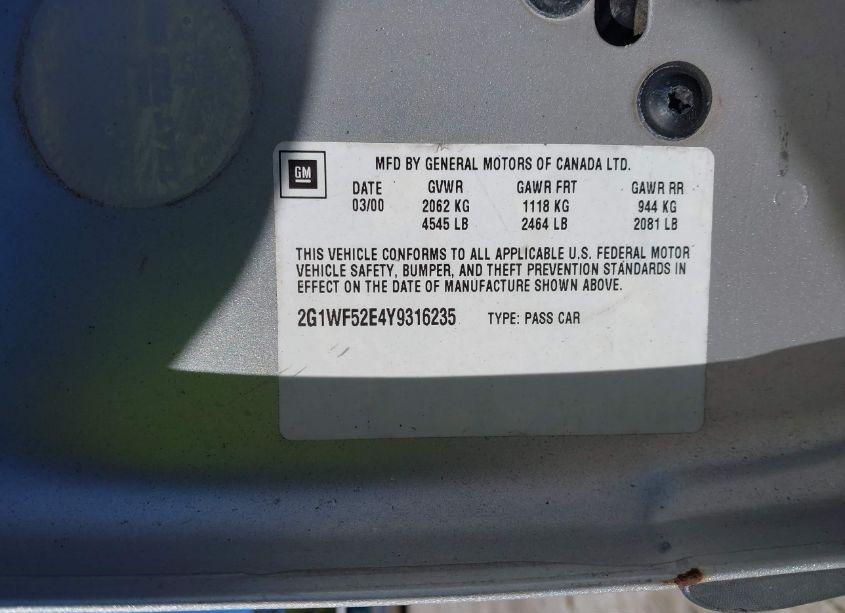 GM
MFD BY GENERAL MOTORS OF CANADA LTD.
DATE GVWR GAWR FRT GAWR RR
03/00 2062 KG 1118 KG 944 KG
4545 LB 2464 LB 2081 LB
THIS VEHICLE CONFORMS TO ALL APPLICABLE U.S. FEDERAL MOTOR
VEHICLE SAFETY, BUMPER, AND THEFT PREVENTION STANDARDS IN
EFFECT ON THE DATE OF MANUFACTURE SHOWN ABOVE.
2G1WF52E4Y9316235 TYPE: PASS CAR